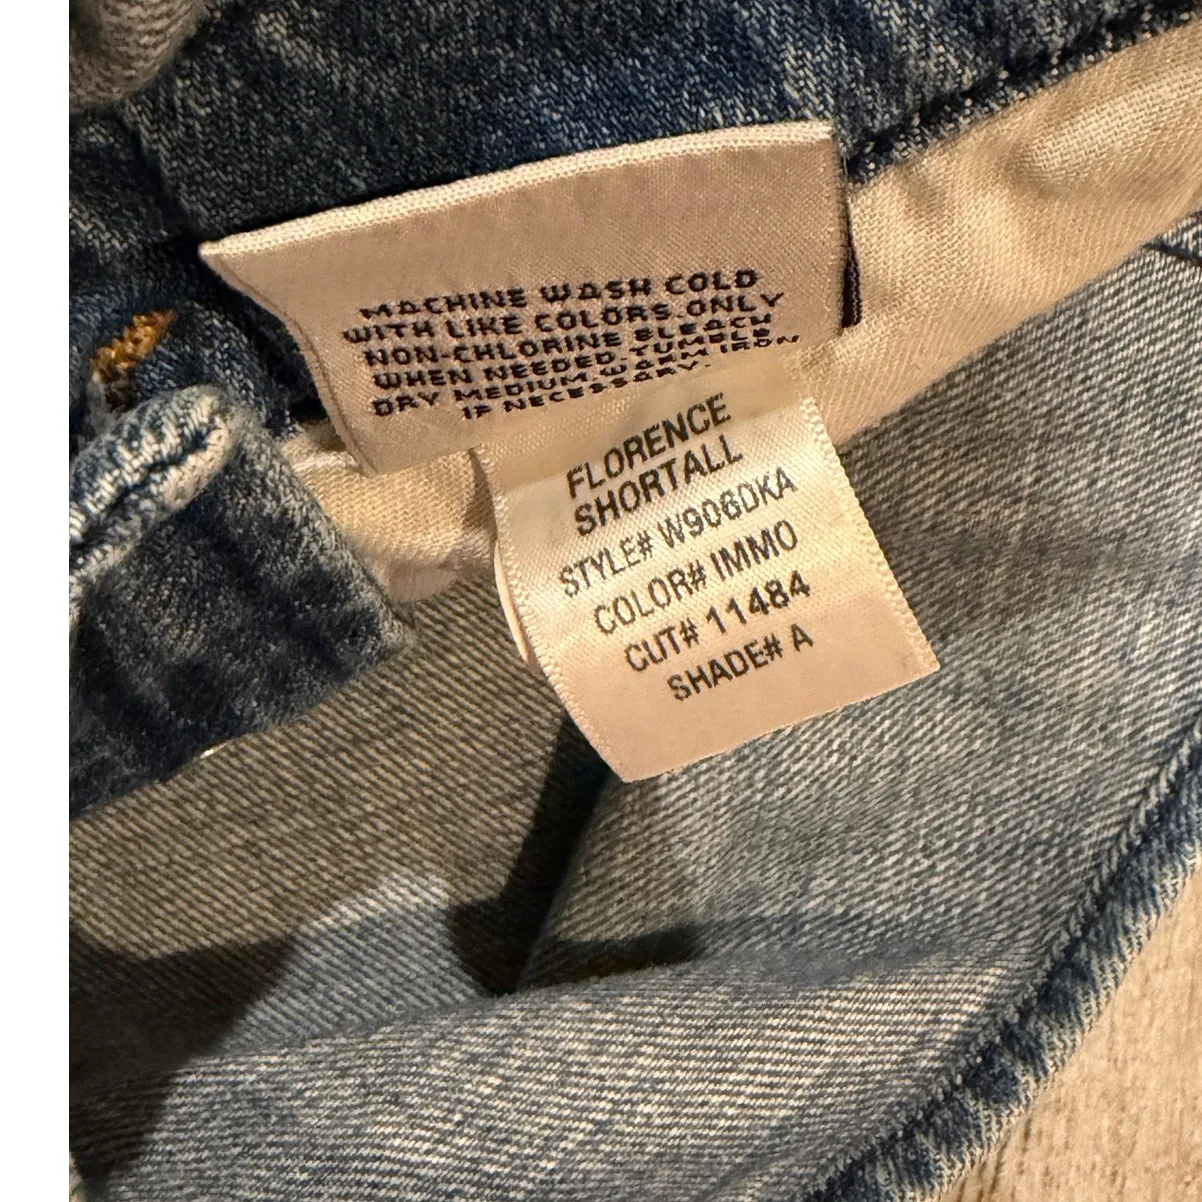 MACHINE WASH COLD
WITH LIKE COLORS.ONLY
NON-CHLORINE BLEACH
WHEN NEEDED.TUMBLE
DRY MEDIUM.WARM IRON
IF NECESSARY.
FLORENCE
SHORTALL
STYLE# W906DKA
COLOR# IMMO
CUT# 11484
SHADE# A